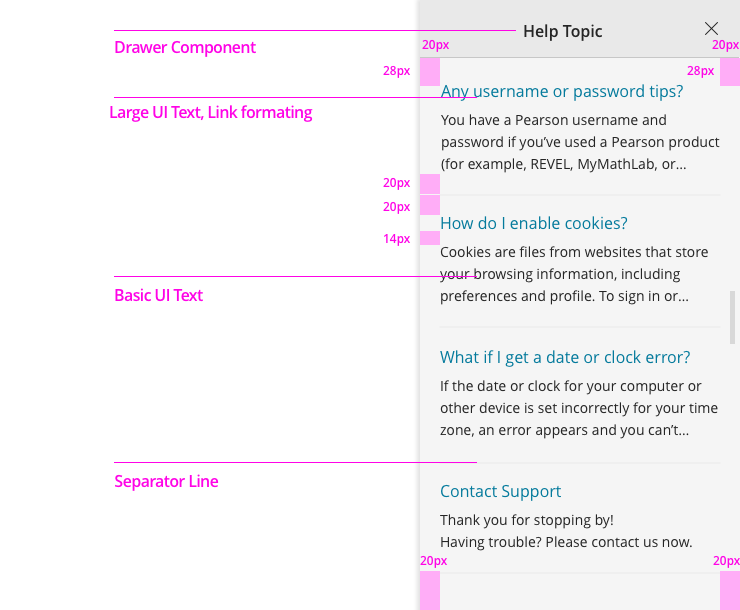 Help Topic
Drawer Component
20px
20px
28px
28px
Any username or password tips?
Large UI Text, Link formating
You have a Pearson username and
password if you’ve used a Pearson product
(for example, REVEL, MyMathLab, or...
20px
20px
How do I enable cookies?
14px
Cookies are files from websites that store
your browsing information, including
preferences and profile. To sign in or...
Basic UI Text
What if I get a date or clock error?
If the date or clock for your computer or
other device is set incorrectly for your time
zone, an error appears and you can’t...
Separator Line
Contact Support
Thank you for stopping by!
Having trouble? Please contact us now.
20px
20px